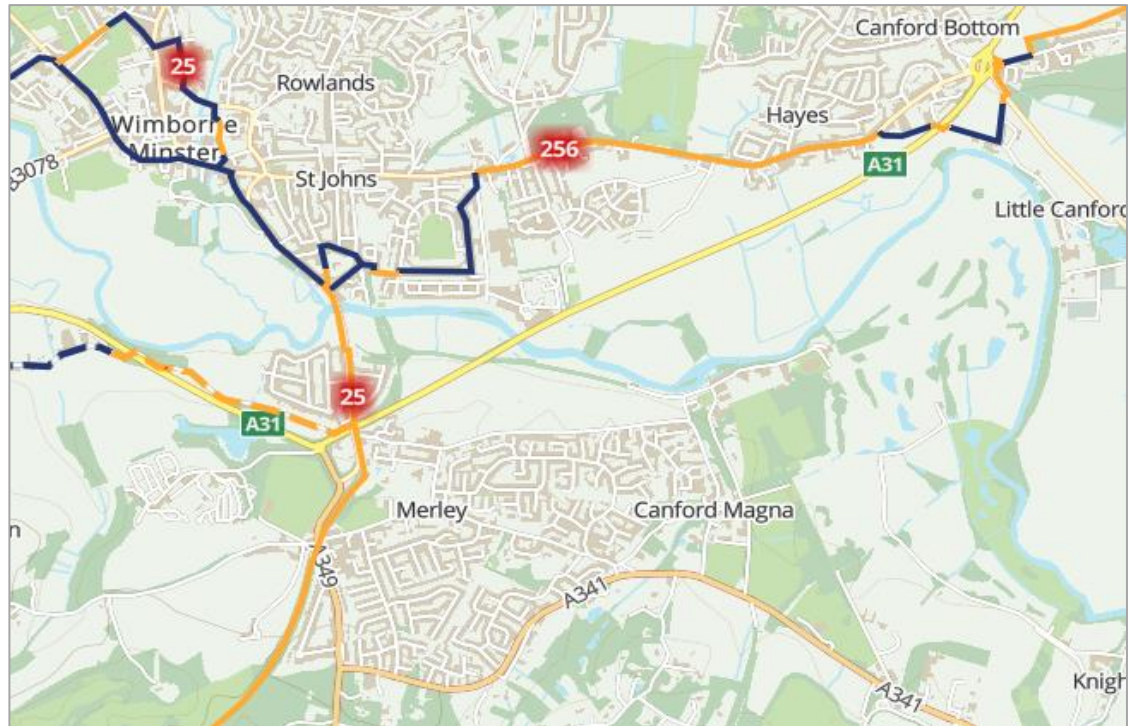 Canford Bottom
25
Rowlands
Hayes
Wimborne
Minster
256
A31
St Johns
Little Canford
25
A31
Merley
Canford Magna
n
A349
A341
Knigh
A341